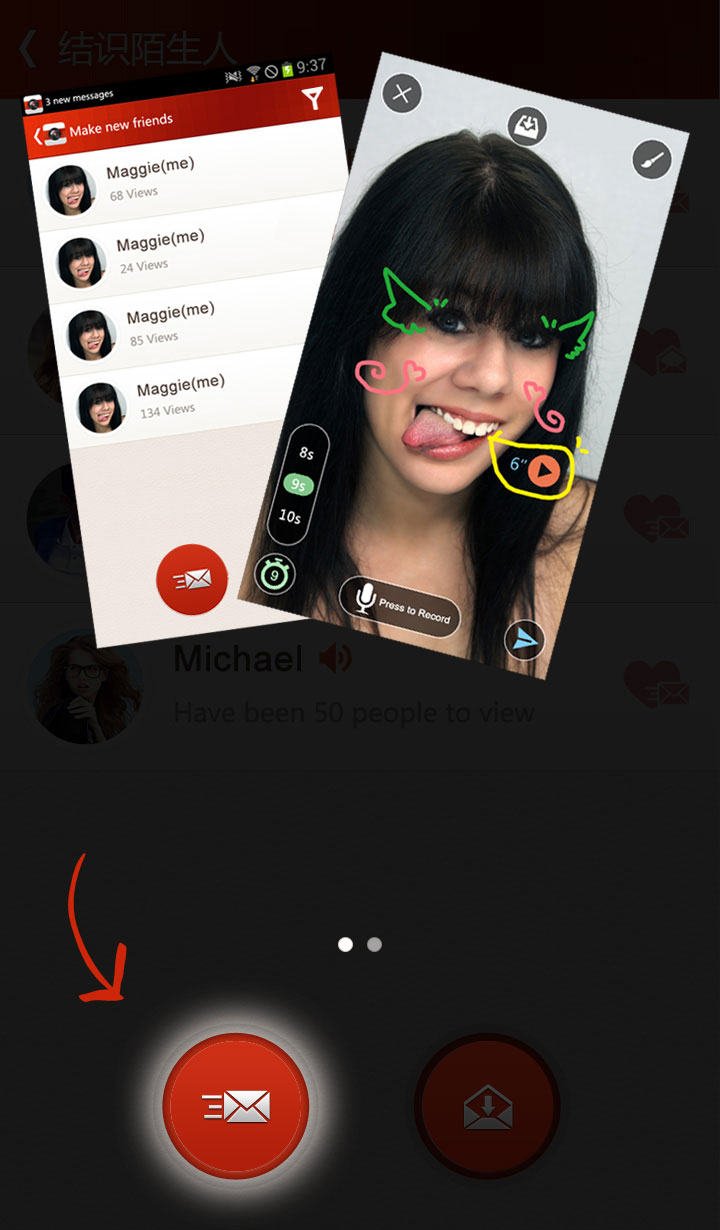 结识陌生人
9:37
3 new messages
Make new friends
Maggie(me)
68 Views
Maggie(me)
24 Views
Maggie(me)
85 Views
Maggie(me)
134 Views
8s
9s
10s
9
6"
Press to Record
Michael
Have been 50 people to view